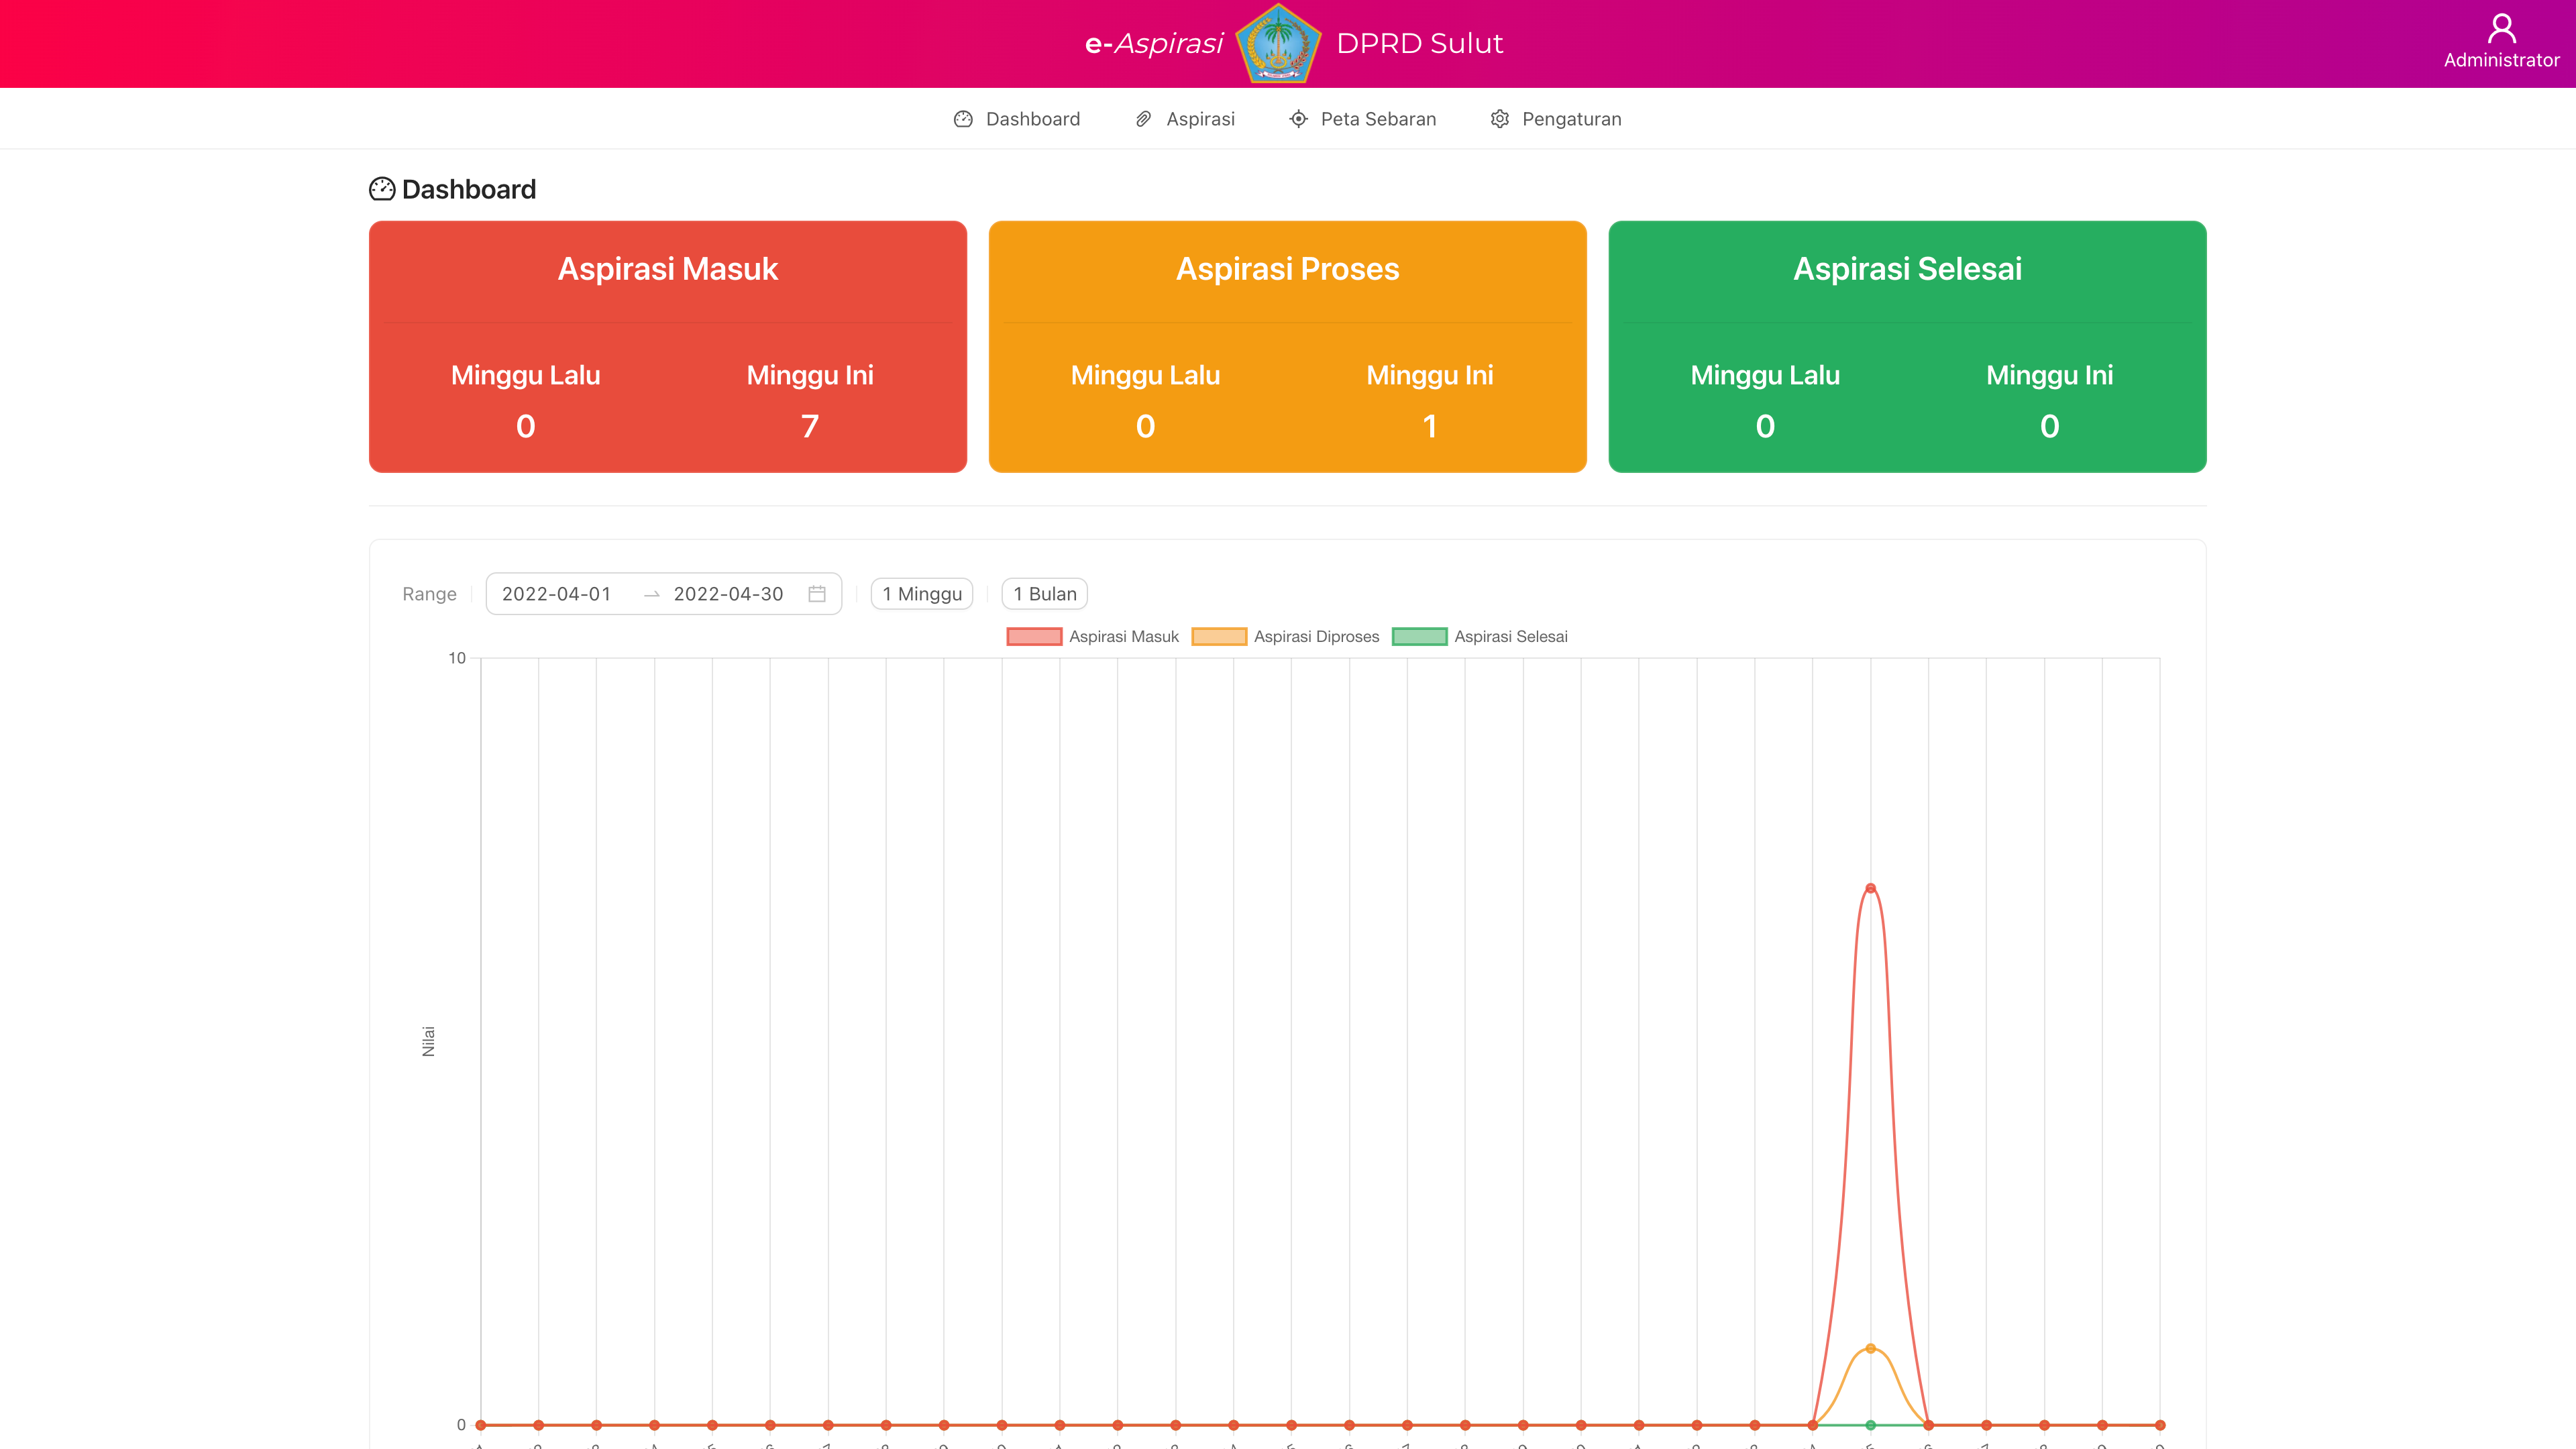 e-Aspirasi DPRD Sulut
Administrator
Dashboard Aspirasi Peta Sebaran Pengaturan
Dashboard
Aspirasi Masuk
Minggu Lalu Minggu Ini
0 7
Aspirasi Proses
Minggu Lalu Minggu Ini
0 1
Aspirasi Selesai
Minggu Lalu Minggu Ini
0 0
Range 2022-04-01 → 2022-04-30 1 Minggu 1 Bulan
Aspirasi Masuk Aspirasi Diproses Aspirasi Selesai
10
Nilai
0